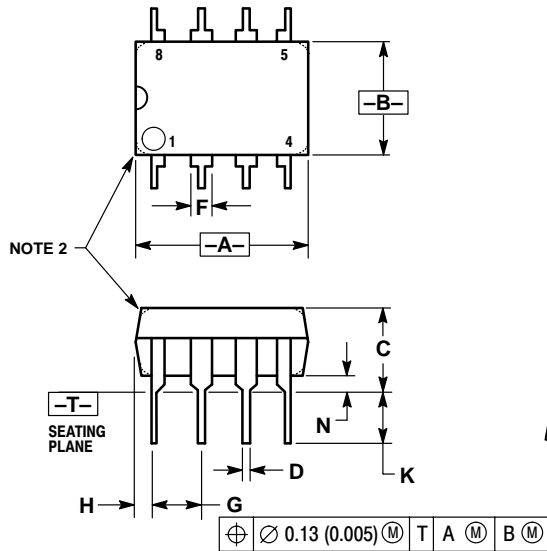 8 5
–B–
1 4
F
NOTE 2
–A–
C
–T–
N
SEATING
PLANE
D
K
H
G
⌖ ∅ 0.13 (0.005) Ⓜ T A Ⓜ B Ⓜ